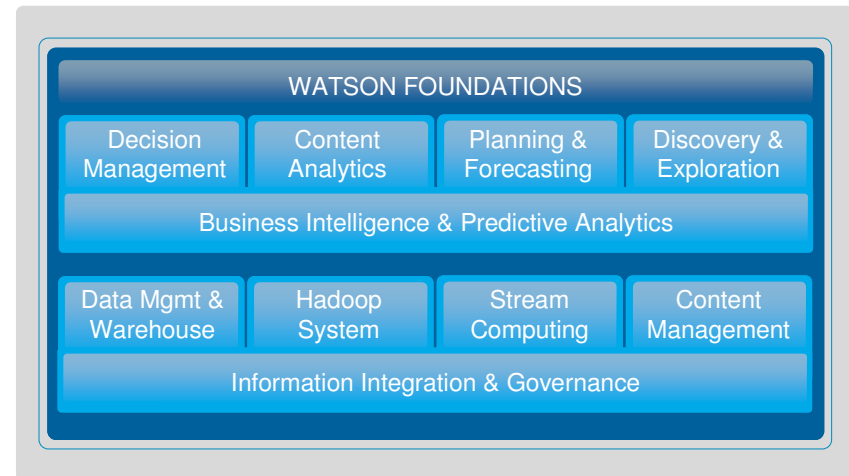 WATSON FOUNDATIONS
Decision
Management
Content
Analytics
Planning &
Forecasting
Discovery &
Exploration
Business Intelligence & Predictive Analytics
Data Mgmt &
Warehouse
Hadoop
System
Stream
Computing
Content
Management
Information Integration & Governance